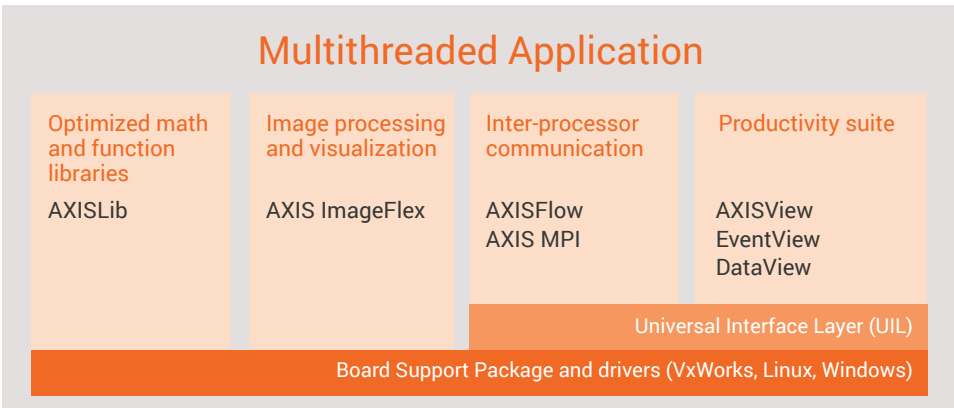 Multithreaded Application
Optimized math
and function
libraries
AXISLib
Image processing
and visualization
AXIS ImageFlex
Inter-processor
communication
AXISFlow
AXIS MPI
Productivity suite
AXISView
EventView
DataView
Universal Interface Layer (UIL)
Board Support Package and drivers (VxWorks, Linux, Windows)